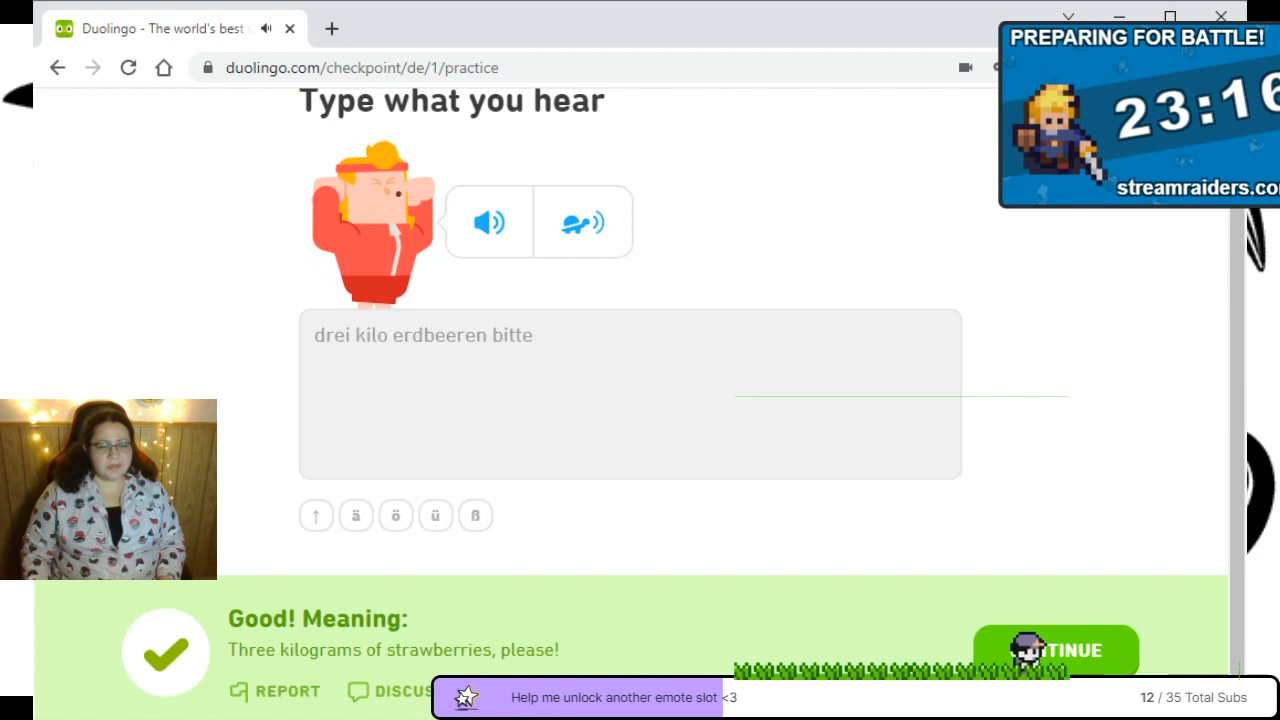 Duolingo - The world's best
duolingo.com/checkpoint/de/1/practice
PREPARING FOR BATTLE!
23:16
streamraiders.co
Type what you hear
drei kilo erdbeeren bitte
↑ ä ö ü ß
Good! Meaning:
Three kilograms of strawberries, please!
REPORT
DISCUS
TINUE
Help me unlock another emote slot <3
12 / 35 Total Subs